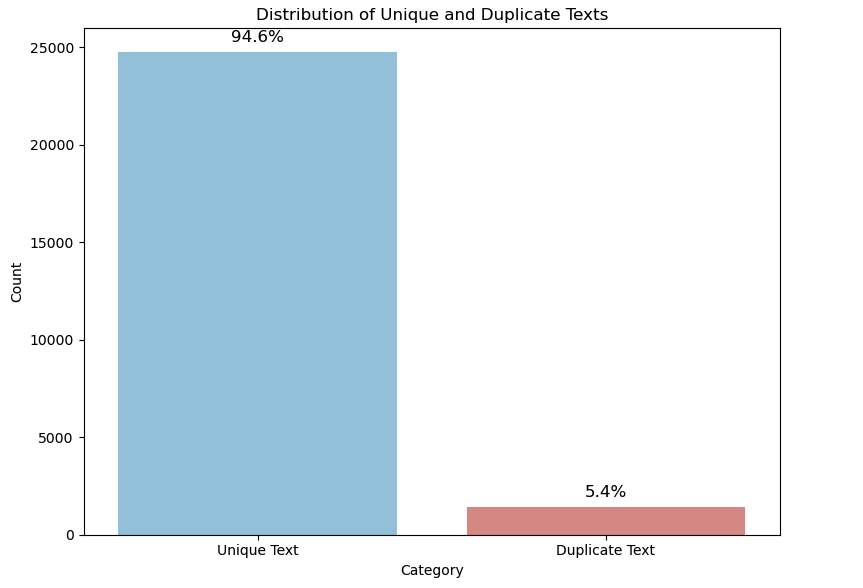 Distribution of Unique and Duplicate Texts
94.6%
25000
20000
15000
10000
5000
0
Count
5.4%
Unique Text
Duplicate Text
Category